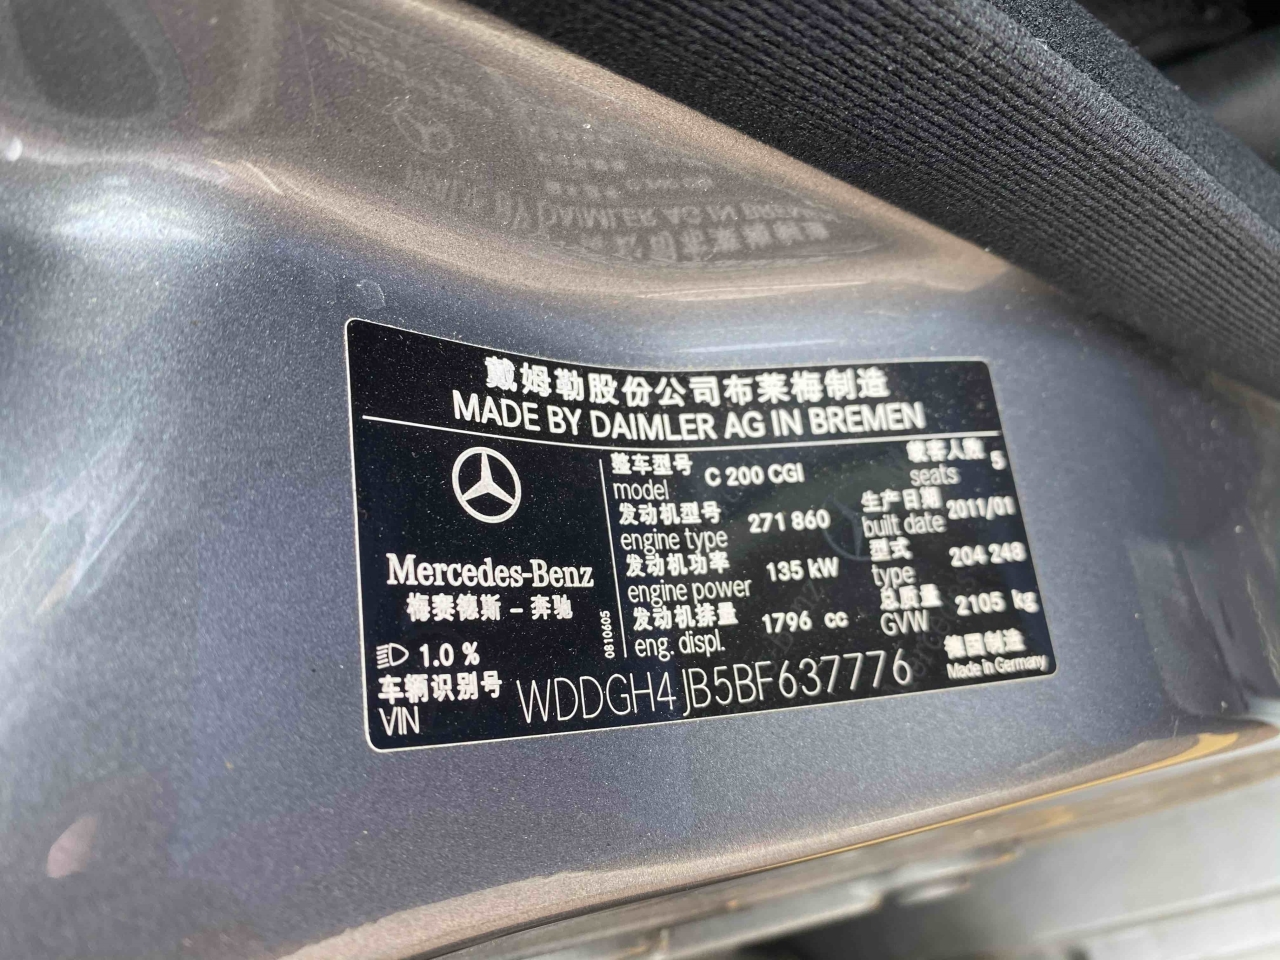 戴姆勒股份公司布莱梅制造
MADE BY DAIMLER AG IN BREMEN
Mercedes-Benz
梅赛德斯－奔驰
1.0 %
0810605
整车型号
model C 200 CGI
乘客人数
seats 5
发动机型号
engine type 271 860
生产日期
built date 2011/01
发动机功率
engine power 135 kW
型式
type 204 248
发动机排量
eng. displ. 1796 cc
总质量
GVW 2105 kg
德国制造
Made in Germany
车辆识别号
VIN WDDGH4JB5BF637776